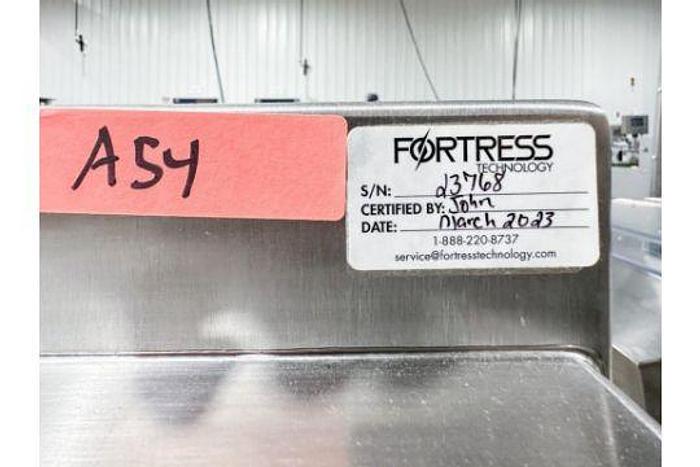 A54
FORTRESS
TECHNOLOGY
S/N: 23768
CERTIFIED BY: John
DATE: March 2023
1-888-220-8737
service@fortresstechnology.com